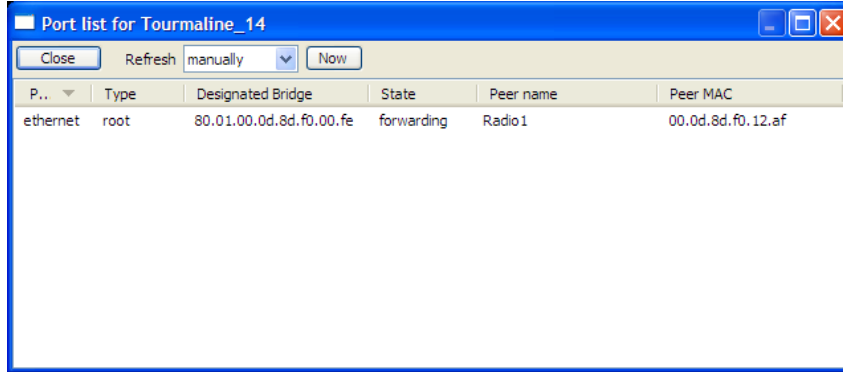 Port list for Tourmaline_14
Close Refresh manually Now
P... Type Designated Bridge State Peer name Peer MAC
ethernet root 80.01.00.0d.8d.f0.00.fe forwarding Radio1 00.0d.8d.f0.12.af